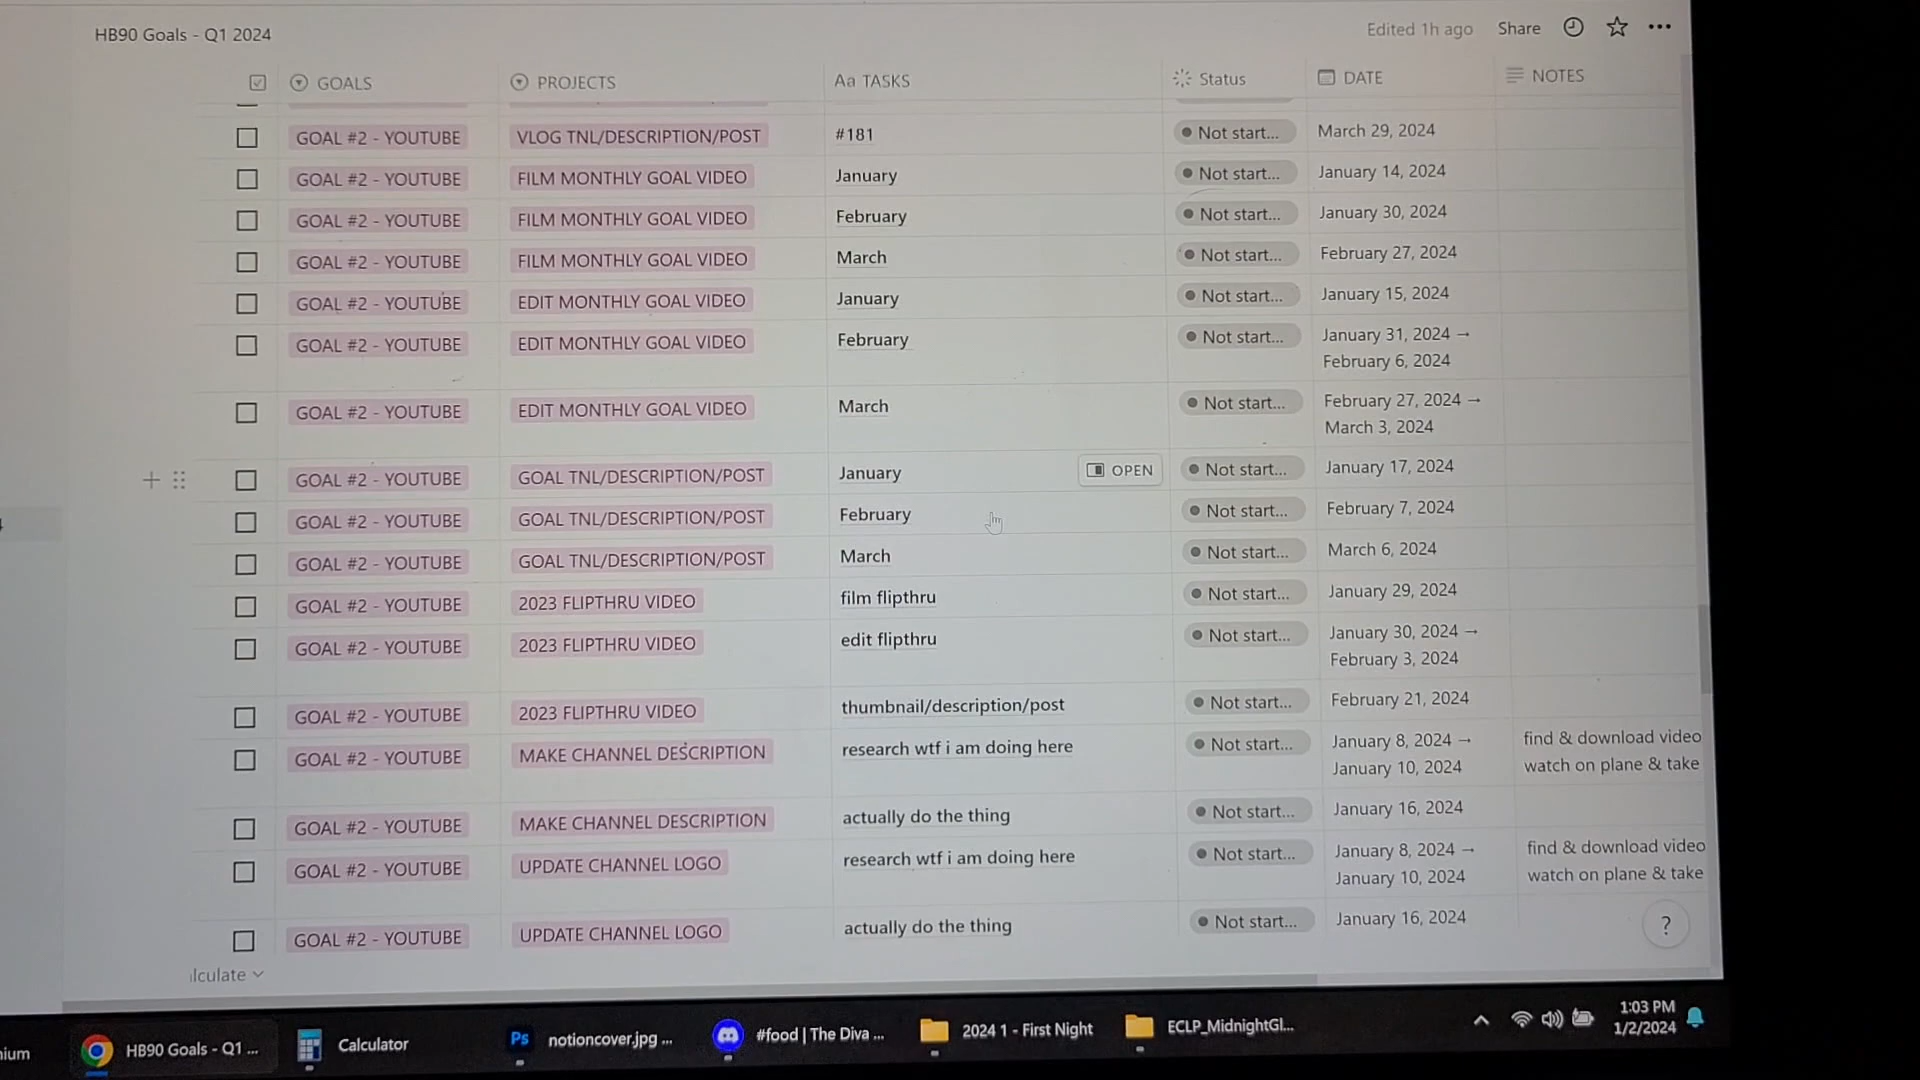 HB90 Goals - Q1 2024
Edited 1h ago Share
GOALS PROJECTS Aa TASKS Status DATE NOTES
GOAL #2 - YOUTUBE VLOG TNL/DESCRIPTION/POST #181 Not start... March 29, 2024
GOAL #2 - YOUTUBE FILM MONTHLY GOAL VIDEO January Not start... January 14, 2024
GOAL #2 - YOUTUBE FILM MONTHLY GOAL VIDEO February Not start... January 30, 2024
GOAL #2 - YOUTUBE FILM MONTHLY GOAL VIDEO March Not start... February 27, 2024
GOAL #2 - YOUTUBE EDIT MONTHLY GOAL VIDEO January Not start... January 15, 2024
GOAL #2 - YOUTUBE EDIT MONTHLY GOAL VIDEO February Not start... January 31, 2024 →
February 6, 2024
GOAL #2 - YOUTUBE EDIT MONTHLY GOAL VIDEO March Not start... February 27, 2024 →
March 3, 2024
GOAL #2 - YOUTUBE GOAL TNL/DESCRIPTION/POST January OPEN Not start... January 17, 2024
GOAL #2 - YOUTUBE GOAL TNL/DESCRIPTION/POST February Not start... February 7, 2024
GOAL #2 - YOUTUBE GOAL TNL/DESCRIPTION/POST March Not start... March 6, 2024
GOAL #2 - YOUTUBE 2023 FLIPTHRU VIDEO film flipthru Not start... January 29, 2024
GOAL #2 - YOUTUBE 2023 FLIPTHRU VIDEO edit flipthru Not start... January 30, 2024 →
February 3, 2024
GOAL #2 - YOUTUBE 2023 FLIPTHRU VIDEO thumbnail/description/post Not start... February 21, 2024
GOAL #2 - YOUTUBE MAKE CHANNEL DESCRIPTION research wtf i am doing here Not start... January 8, 2024 → find & download video
January 10, 2024 watch on plane & take
GOAL #2 - YOUTUBE MAKE CHANNEL DESCRIPTION actually do the thing Not start... January 16, 2024
GOAL #2 - YOUTUBE UPDATE CHANNEL LOGO research wtf i am doing here Not start... January 8, 2024 → find & download video
January 10, 2024 watch on plane & take
GOAL #2 - YOUTUBE UPDATE CHANNEL LOGO actually do the thing Not start... January 16, 2024
?
lculate
nium HB90 Goals - Q1 ... Calculator Ps notioncover.jpg ... #food | The Diva ... 2024 1 - First Night ECLP_MidnightGl... 1:03 PM
1/2/2024